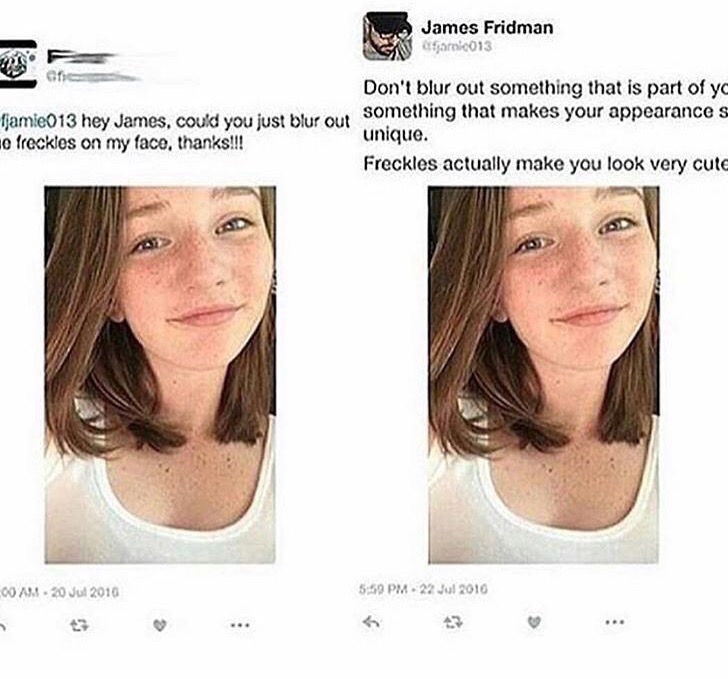 @fi
fjamie013 hey James, could you just blur out
e freckles on my face, thanks!!!
:00 AM - 20 Jul 2016
James Fridman
@fjamie013
Don't blur out something that is part of yo
something that makes your appearance s
unique.
Freckles actually make you look very cute
5:59 PM - 22 Jul 2016